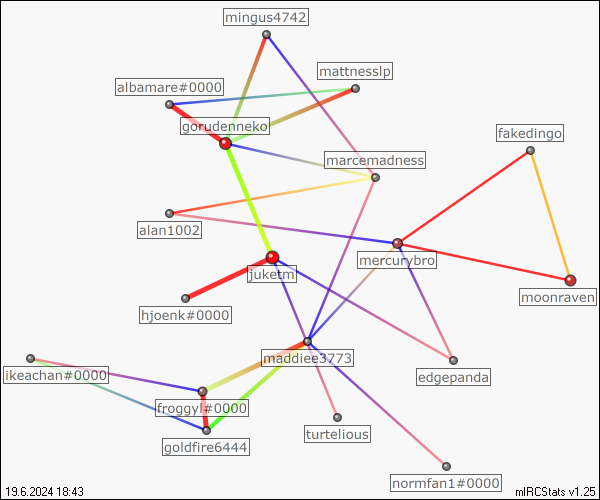 mingus4742
mattnesslp
albamare#0000
gorudenneko
fakedingo
marcemadness
alan1002
mercurybro
juketm
moonraven
hjoenk#0000
maddiee3773
ikeachan#0000
edgepanda
froggyl#0000
turtelious
goldfire6444
normfan1#0000
19.6.2024 18:43
mIRCStats v1.25